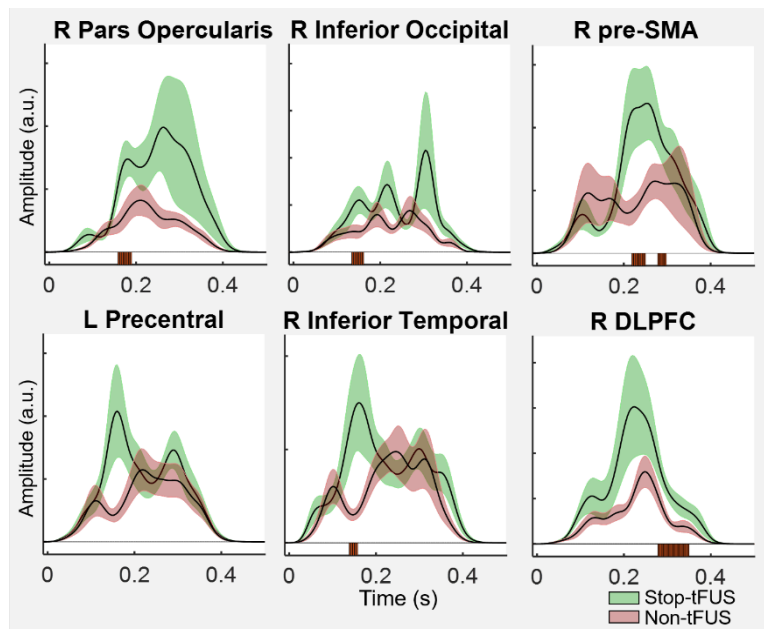 R Pars Opercularis
R Inferior Occipital
R pre-SMA
Amplitude (a.u.)
0 0.2 0.4
0 0.2 0.4
0 0.2 0.4
L Precentral
R Inferior Temporal
R DLPFC
Amplitude (a.u.)
0 0.2 0.4
0 0.2 0.4
0 0.2 0.4
Time (s)
Stop-tFUS
Non-tFUS